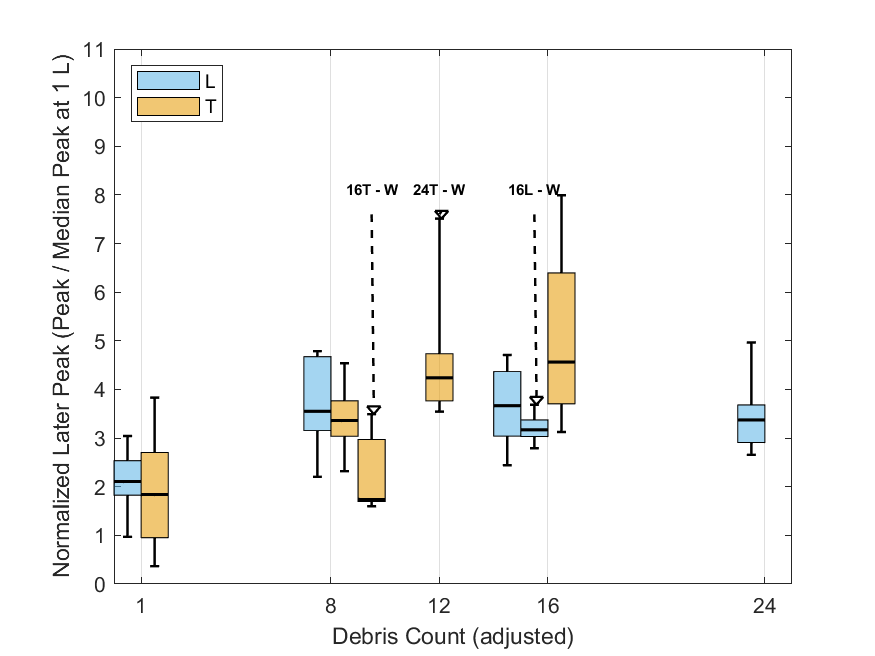 Normalized Later Peak (Peak / Median Peak at 1 L)
11
10
9
8
7
6
5
4
3
2
1
0
L
T
16T - W
24T - W
16L - W
1
8
12
16
24
Debris Count (adjusted)